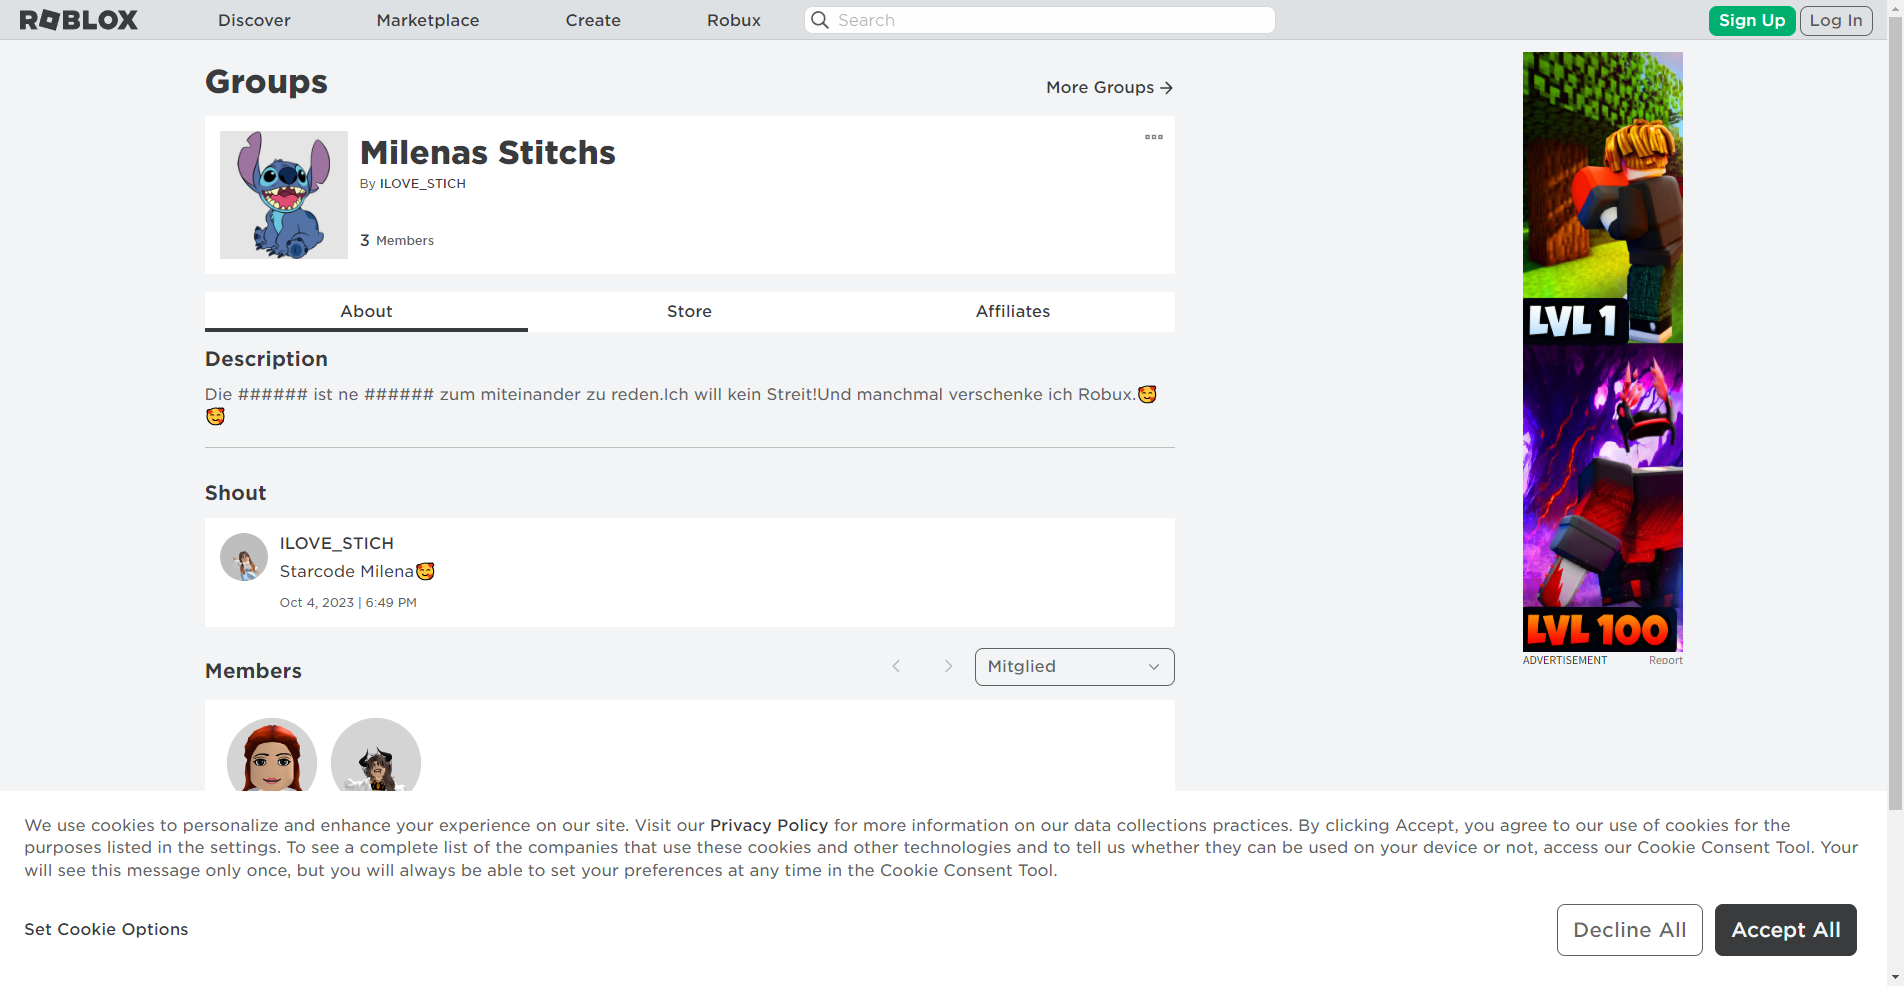 ROBLOX Discover Marketplace Create Robux Search Sign Up Log In
Groups
More Groups
Milenas Stitchs
By ILOVE_STICH
3 Members
About Store Affiliates
Description
Die ###### ist ne ###### zum miteinander zu reden.Ich will kein Streit!Und manchmal verschenke ich Robux.🥰
🥰
Shout
ILOVE_STICH
Starcode Milena🥰
Oct 4, 2023 | 6:49 PM
Members
Mitglied
LVL 1
LVL 100
ADVERTISEMENT Report
We use cookies to personalize and enhance your experience on our site. Visit our Privacy Policy for more information on our data collections practices. By clicking Accept, you agree to our use of cookies for the
purposes listed in the settings. To see a complete list of the companies that use these cookies and other technologies and to tell us whether they can be used on your device or not, access our Cookie Consent Tool. Your
will see this message only once, but you will always be able to set your preferences at any time in the Cookie Consent Tool.
Set Cookie Options
Decline All
Accept All